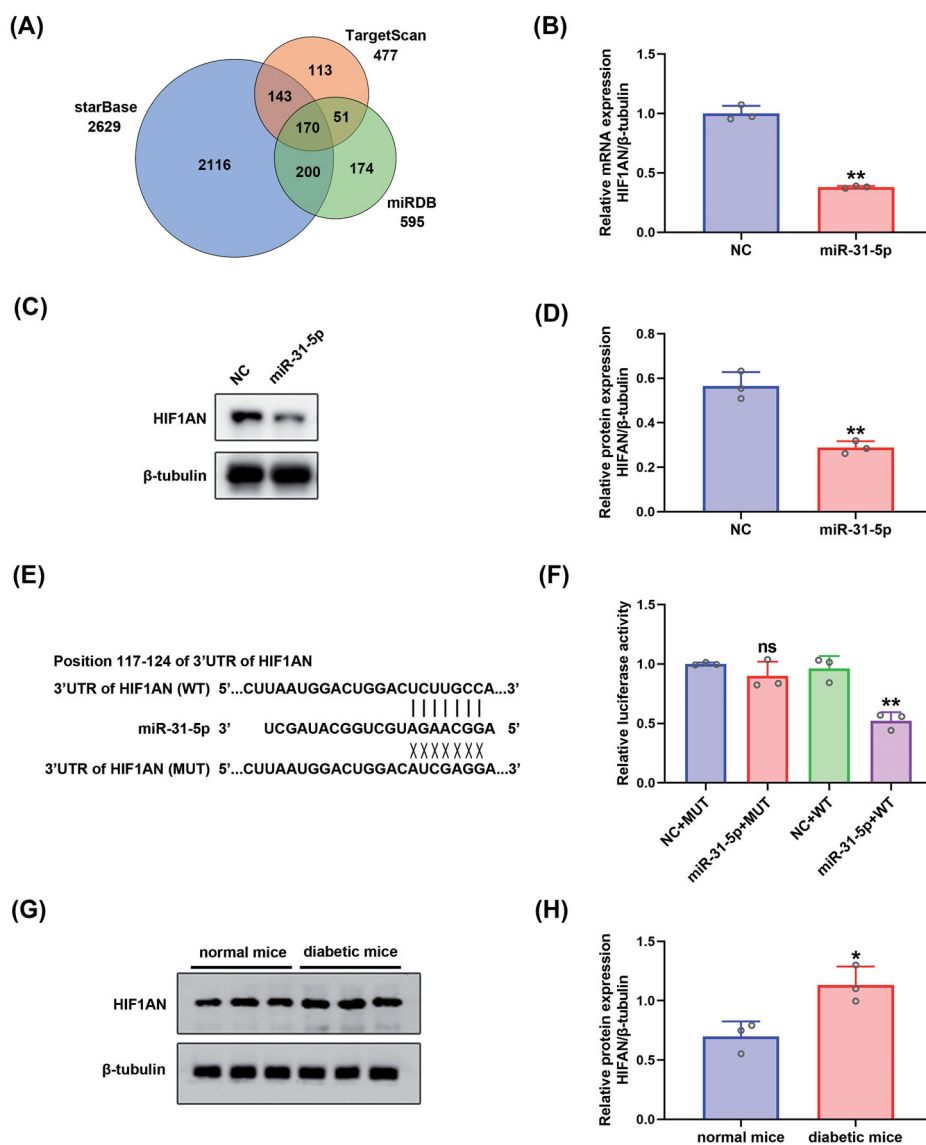 (A)
TargetScan
477
113
143
51
starBase
2629
170
2116
200
174
miRDB
595
(B)
Relative mRNA expression
HIF1AN/β-tubulin
1.5
1.0
0.5
0.0
**
NC
miR-31-5p
(C)
NC
miR-31-5p
HIF1AN
β-tubulin
(D)
Relative protein expression
HIFAN/β-tubulin
0.8
0.6
0.4
0.2
0.0
**
NC
miR-31-5p
(E)
Position 117-124 of 3'UTR of HIF1AN
3'UTR of HIF1AN (WT) 5'...CUUAAUGGACUGGACUCUUGCCA...3'
miR-31-5p 3' UCGAUACGGUCGUAGAACGGA 5'
3'UTR of HIF1AN (MUT) 5'...CUUAAUGGACUGGACAUCGAGGA...3'
(F)
Relative luciferase activity
1.5
1.0
0.5
0.0
ns
**
NC+MUT
miR-31-5p+MUT
NC+WT
miR-31-5p+WT
(G)
normal mice
diabetic mice
HIF1AN
β-tubulin
(H)
Relative protein expression
HIFAN/β-tubulin
1.5
1.0
0.5
0.0
*
normal mice
diabetic mice